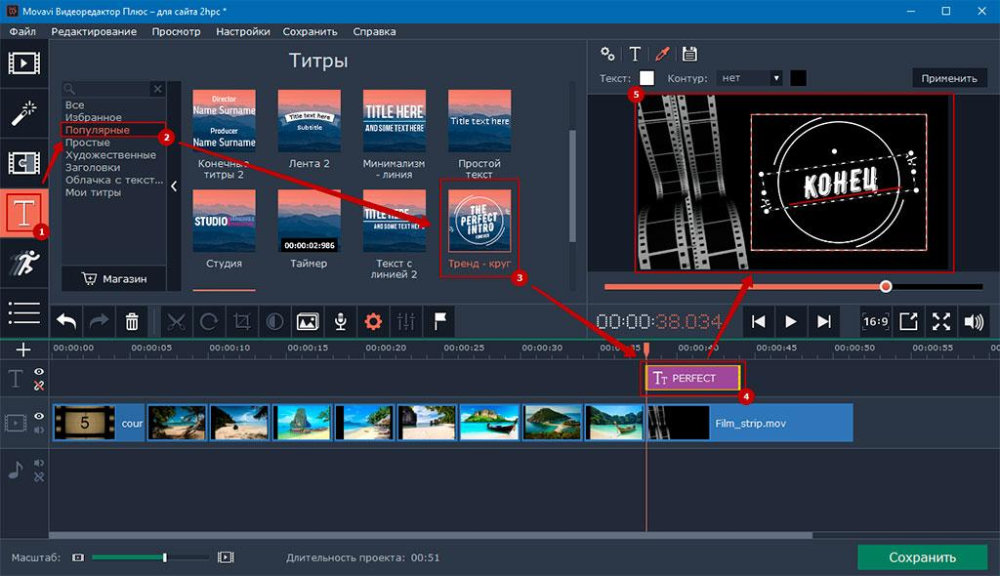 Movavi Видеоредактор Плюс – для сайта 2hpc *
Файл Редактирование Просмотр Настройки Сохранить Справка
Титры
Все
Избранное
Популярные
Простые
Художественные
Заголовки
Облачка с текст...
Мои титры
Магазин
1
2
Director
Name Surname
Producer
Name Surname
Конечные
титры 2
Title text here
Subtitle
Лента 2
TITLE HERE
AND SOME TEXT HERE
Минимализм
- линия
Title text here
Простой
текст
STUDIO
Студия
00:00:02:986
Таймер
TITLE HERE
AND SOME TEXT HERE
Текст с
линией 2
THE
PERFECT
INTRO
FOREVER
Тренд - круг
3
T
Текст: Контур: нет Применить
5
КОНЕЦ
00:00:38.034 16:9
00:00:00 00:00:05 00:00:10 00:00:15 00:00:20 00:00:25 00:00:30 00:00:35 00:00:40 00:00:45 00:00:50 00:00:55
T
Tт PERFECT
4
5 cour Film_strip.mov
Масштаб: Длительность проекта: 00:51 Сохранить